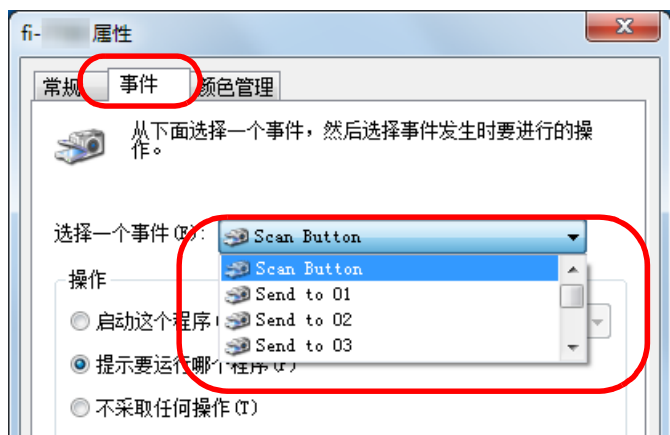 fi- 属性
常规 事件 颜色管理
从下面选择一个事件，然后选择事件发生时要进行的操
作。
选择一个事件(E): Scan Button
Scan Button
操作
Send to 01
启动这个程序(
Send to 02
Send to 03
提示要运行哪个程序(P)
不采取任何操作(T)